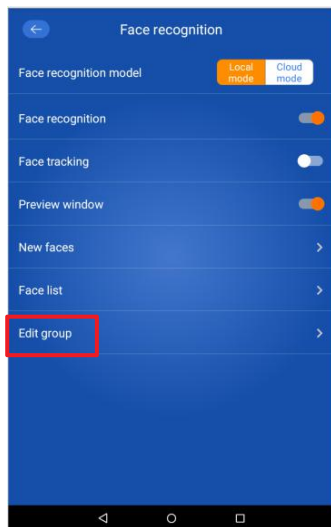 Face recognition
Face recognition model
Local mode
Cloud mode
Face recognition
Face tracking
Preview window
New faces
Face list
Edit group